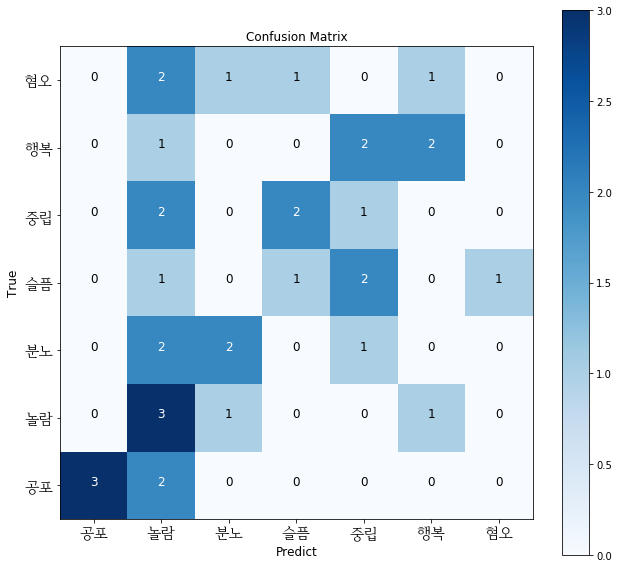 Confusion Matrix
혐오 0 2 1 1 0 1 0
행복 0 1 0 0 2 2 0
중립 0 2 0 2 1 0 0
슬픔 0 1 0 1 2 0 1
분노 0 2 2 0 1 0 0
놀람 0 3 1 0 0 1 0
공포 3 2 0 0 0 0 0
공포 놀람 분노 슬픔 중립 행복 혐오
Predict
True
3.0
2.5
2.0
1.5
1.0
0.5
0.0